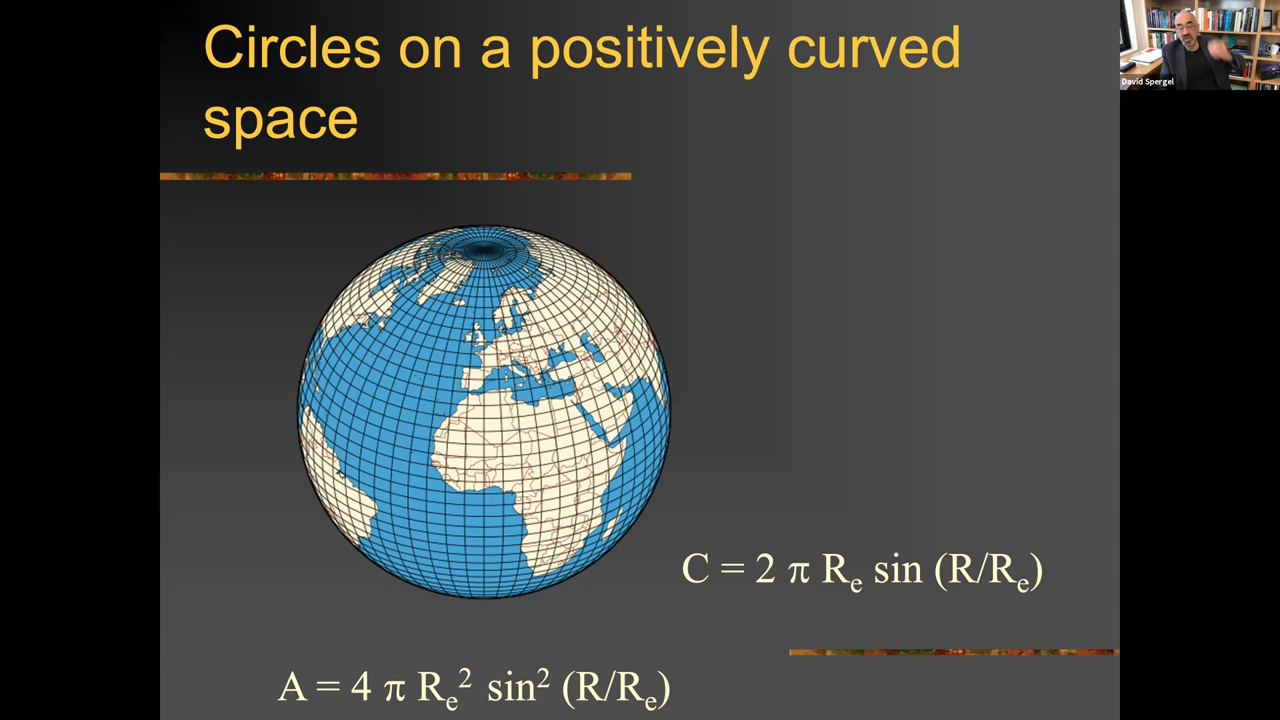 Circles on a positively curved
space
David Spergel
C = 2 π Rₑ sin (R/Rₑ)
A = 4 π Rₑ² sin² (R/Rₑ)